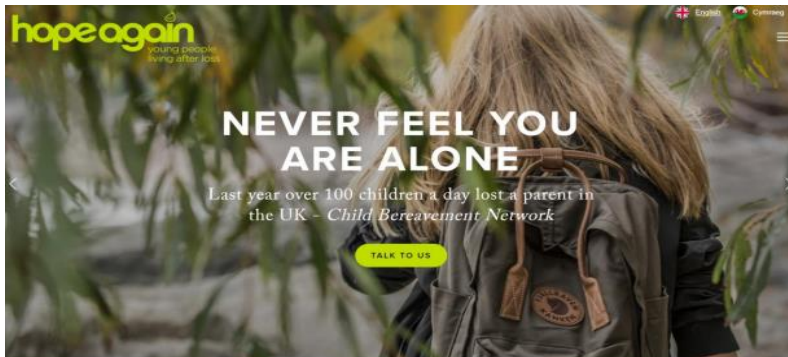 hopeagain
young people
living after loss
English
Cymraeg
NEVER FEEL YOU
ARE ALONE
Last year over 100 children a day lost a parent in
the UK - Child Bereavement Network
TALK TO US